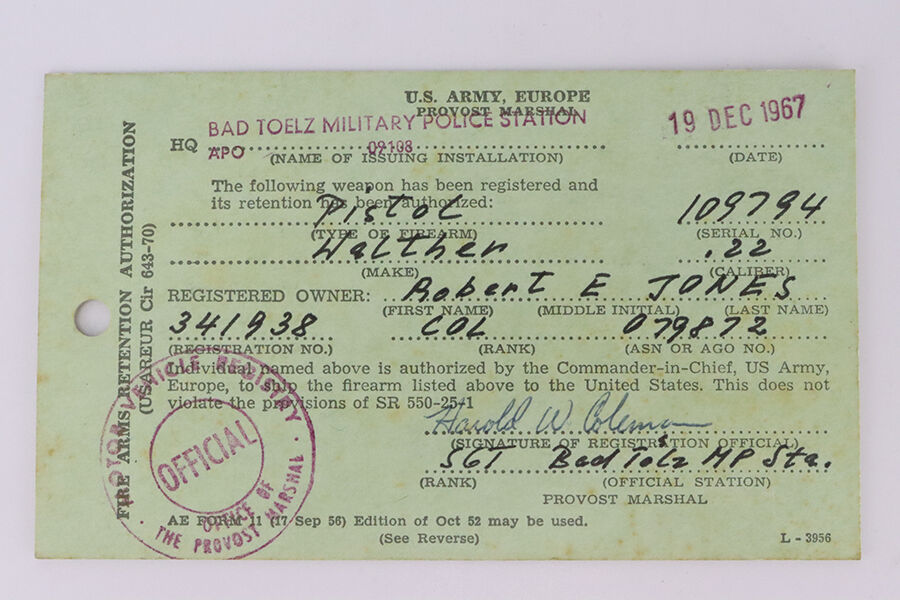 U.S. ARMY, EUROPE
PROVOST MARSHAL
BAD TOELZ MILITARY POLICE STATION
19 DEC 1967
HQ
APO 09108
(NAME OF ISSUING INSTALLATION) (DATE)
The following weapon has been registered and
its retention has been authorized:
Pistol 109794
(TYPE OF FIREARM) (SERIAL NO.)
Walther .22
(MAKE) (CALIBER)
REGISTERED OWNER: Robert E JONES
(FIRST NAME) (MIDDLE INITIAL) (LAST NAME)
341938 COL 079872
(REGISTRATION NO.) (RANK) (ASN OR AGO NO.)
Individual named above is authorized by the Commander-in-Chief, US Army,
Europe, to ship the firearm listed above to the United States. This does not
violate the provisions of SR 550-25-1
Harold W Coleman
(SIGNATURE OF REGISTRATION OFFICIAL)
SGT Bad Tölz MP Sta.
(RANK) (OFFICIAL STATION)
PROVOST MARSHAL
AE FORM 11 (17 Sep 56) Edition of Oct 52 may be used.
(See Reverse) L - 3956
FIRE ARMS RETENTION AUTHORIZATION
(USAREUR Cir 643-70)
MOTOR VEHICLE REGISTRY
OFFICIAL
OFFICE OF
THE PROVOST MARSHAL